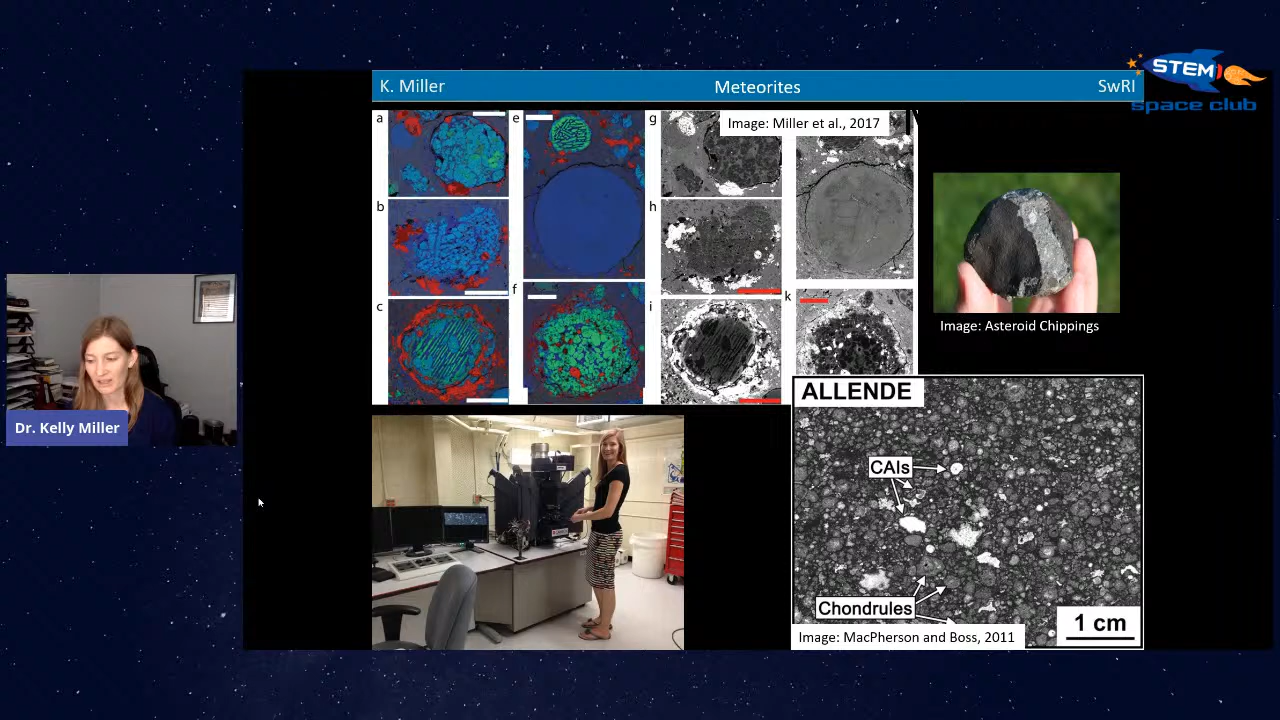 K. Miller
Meteorites
SwRI
STEM
space club
a
e
g
Image: Miller et al., 2017
b
h
c
f
i
k
Image: Asteroid Chippings
Dr. Kelly Miller
ALLENDE
CAIs
Chondrules
1 cm
Image: MacPherson and Boss, 2011